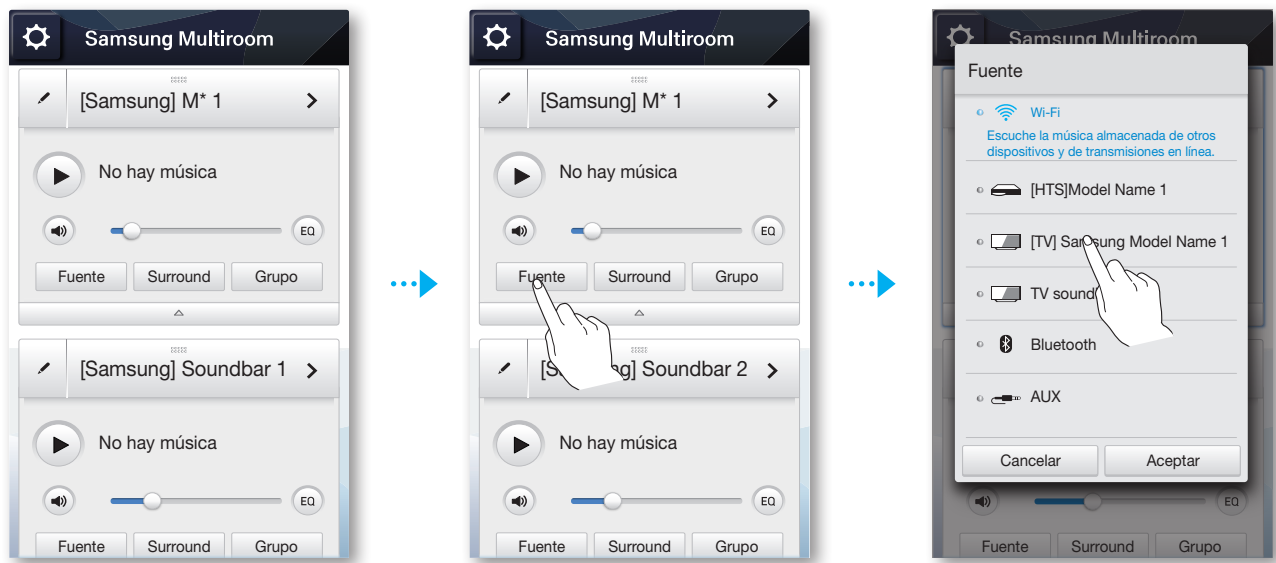 Samsung Multiroom
[Samsung] M* 1
No hay música
EQ
Fuente Surround Grupo
[Samsung] Soundbar 1
No hay música
EQ
Fuente Surround Grupo
Samsung Multiroom
[Samsung] M* 1
No hay música
EQ
Fuente Surround Grupo
Soundbar 2
No hay música
EQ
Fuente Surround Grupo
Samsung Multiroom
Fuente
Wi-Fi
Escuche la música almacenada de otros
dispositivos y de transmisiones en línea.
[HTS]Model Name 1
[TV] Samsung Model Name 1
TV sound
Bluetooth
AUX
Cancelar Aceptar
EQ
Fuente Surround Grupo